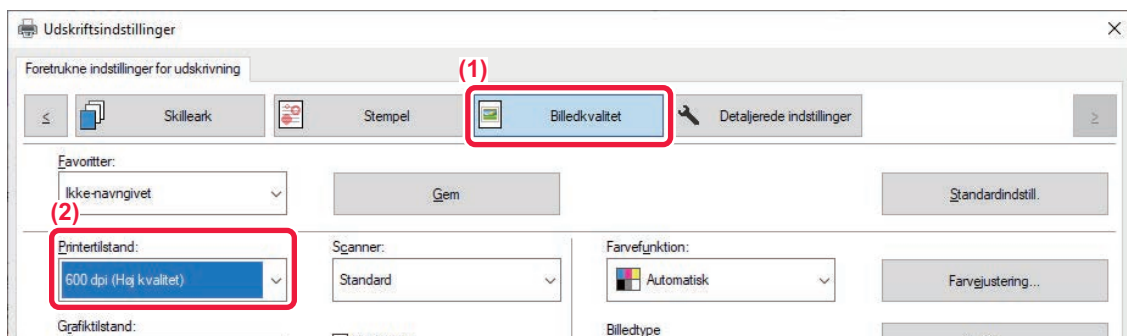 Udskriftsindstillinger
Foretrukne indstillinger for udskrivning
(1)
< Skilleark Stempel Billedkvalitet Detaljerede indstillinger >
Favoritter:
Ikke-navngivet Gem Standardindstill.
(2)
Printertilstand: Scanner: Farvefunktion:
600 dpi (Høj kvalitet) Standard Automatisk Farvejustering...
Grafiktilstand: Billedtype